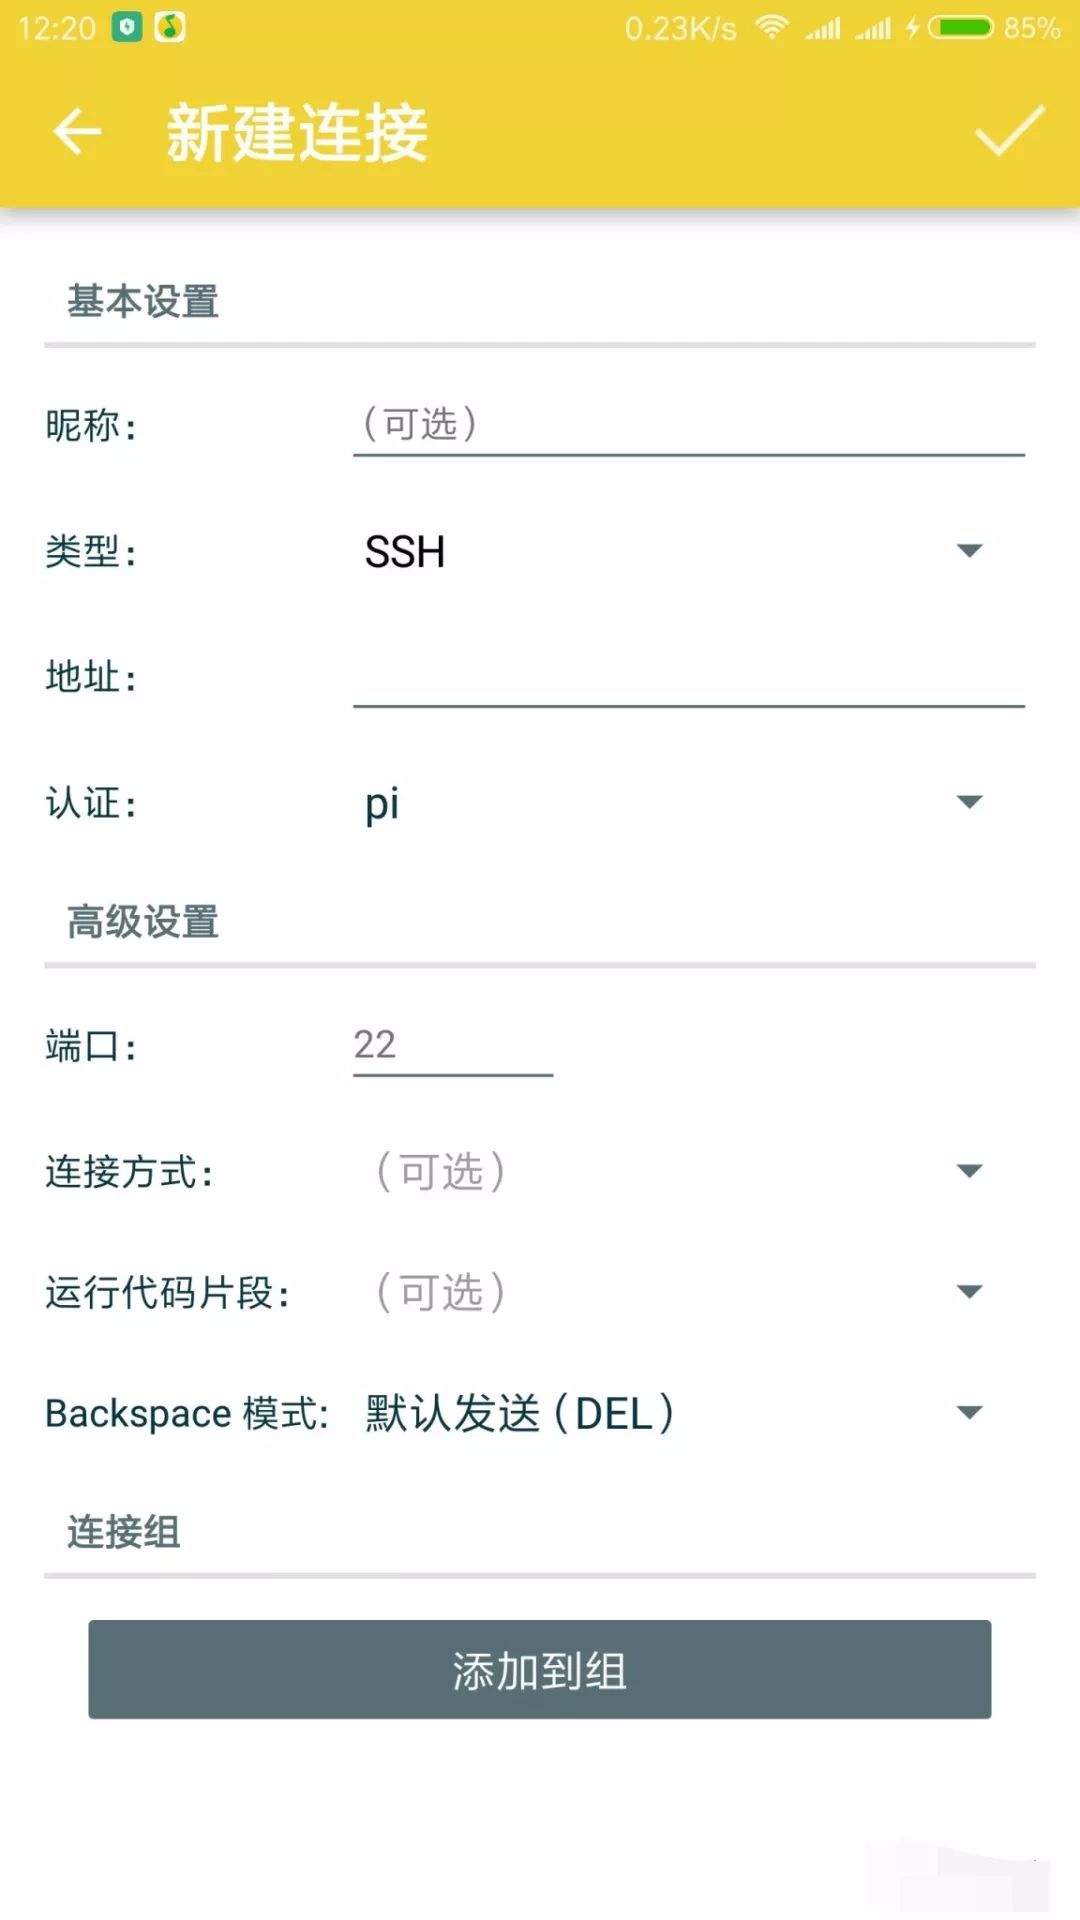 12:20 0.23K/s 85%
新建连接
基本设置
昵称: (可选)
类型: SSH
地址:
认证: pi
高级设置
端口: 22
连接方式: (可选)
运行代码片段: (可选)
Backspace 模式: 默认发送 (DEL)
连接组
添加到组